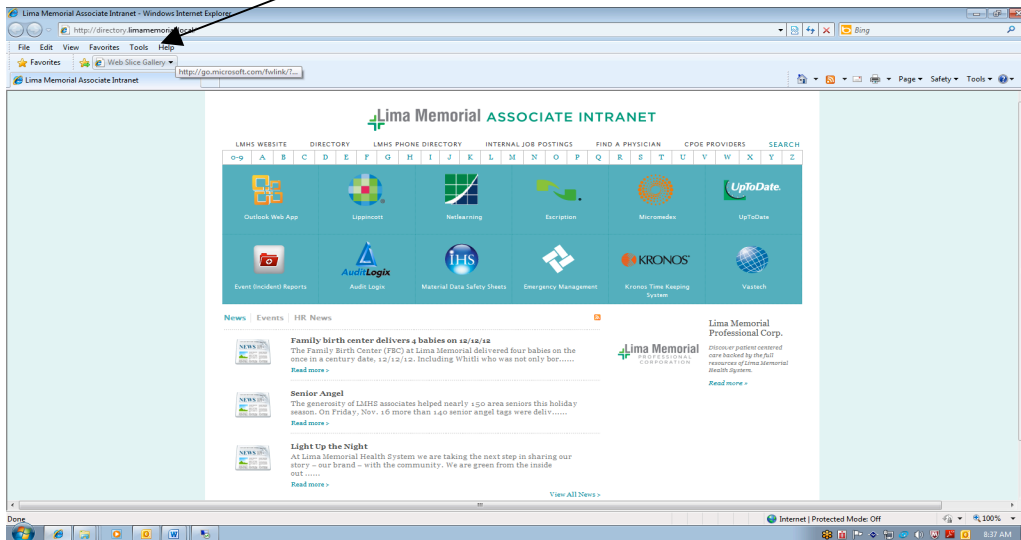 Lima Memorial Associate Intranet - Windows Internet Explorer
http://directory.limamemorial.local
Bing
File Edit View Favorites Tools Help
Favorites Web Slice Gallery
http://go.microsoft.com/fwlink/?...
Lima Memorial Associate Intranet
Page Safety Tools
Lima Memorial ASSOCIATE INTRANET
LMHS WEBSITE DIRECTORY LMHS PHONE DIRECTORY INTERNAL JOB POSTINGS FIND A PHYSICIAN CPOE PROVIDERS SEARCH
0-9 A B C D E F G H I J K L M N O P Q R S T U V W X Y Z
UpToDate.
Outlook Web App Lippincott Netlearning Escription Micromedex UpToDate
AuditLogix IHS KRONOS
Event (Incident) Reports Audit Logix Material Data Safety Sheets Emergency Management Kronos Time Keeping System Vastech
News Events HR News
NEWS
Family birth center delivers 4 babies on 12/12/12
The Family Birth Center (FBC) at Lima Memorial delivered four babies on the
once in a century date, 12/12/12. Including Whitli who was not only bor......
Read more >
NEWS
Senior Angel
The generosity of LMHS associates helped nearly 150 area seniors this holiday
season. On Friday, Nov. 16 more than 140 senior angel tags were deliv......
Read more >
NEWS
Light Up the Night
At Lima Memorial Health System we are taking the next step in sharing our
story – our brand – with the community. We are green from the inside
out ......
Read more >
View All News >
Lima Memorial
PROFESSIONAL
CORPORATION
Lima Memorial
Professional Corp.
Discover patient centered
care backed by the full
resources of Lima Memorial
Health System.
Read more »
Done
Internet | Protected Mode: Off
100%
8:37 AM